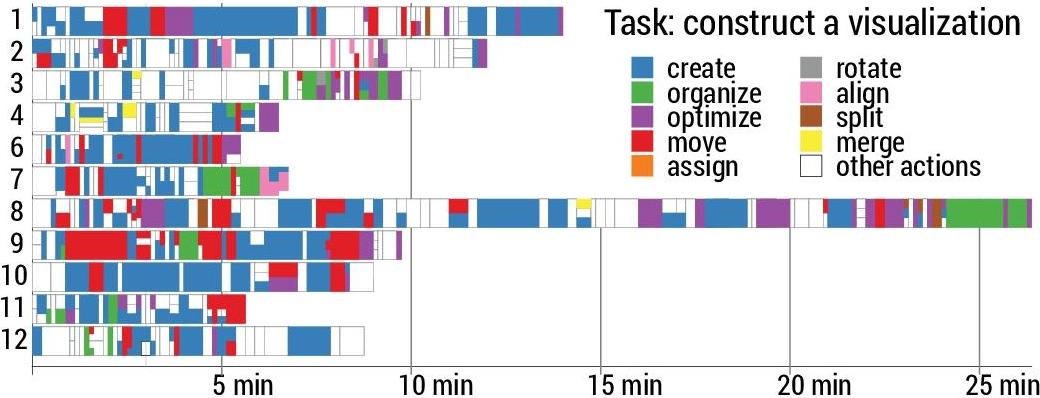 Task: construct a visualization
create
organize
optimize
move
assign
rotate
align
split
merge
other actions
1
2
3
4
6
7
8
9
10
11
12
5 min
10 min
15 min
20 min
25 min